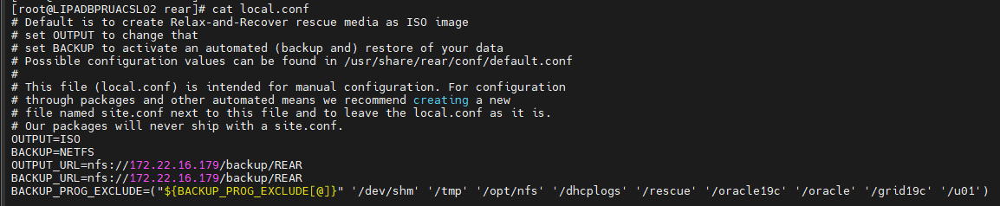 [root@LIPADBPRUACSL02 rear]# cat local.conf
# Default is to create Relax-and-Recover rescue media as ISO image
# set OUTPUT to change that
# set BACKUP to activate an automated (backup and) restore of your data
# Possible configuration values can be found in /usr/share/rear/conf/default.conf
#
# This file (local.conf) is intended for manual configuration. For configuration
# through packages and other automated means we recommend creating a new
# file named site.conf next to this file and to leave the local.conf as it is.
# Our packages will never ship with a site.conf.
OUTPUT=ISO
BACKUP=NETFS
OUTPUT_URL=nfs://172.22.16.179/backup/REAR
BACKUP_URL=nfs://172.22.16.179/backup/REAR
BACKUP_PROG_EXCLUDE=("${BACKUP_PROG_EXCLUDE[@]}" '/dev/shm' '/tmp' '/opt/nfs' '/dhcplogs' '/rescue' '/oracle19c' '/oracle' '/grid19c' '/u01')